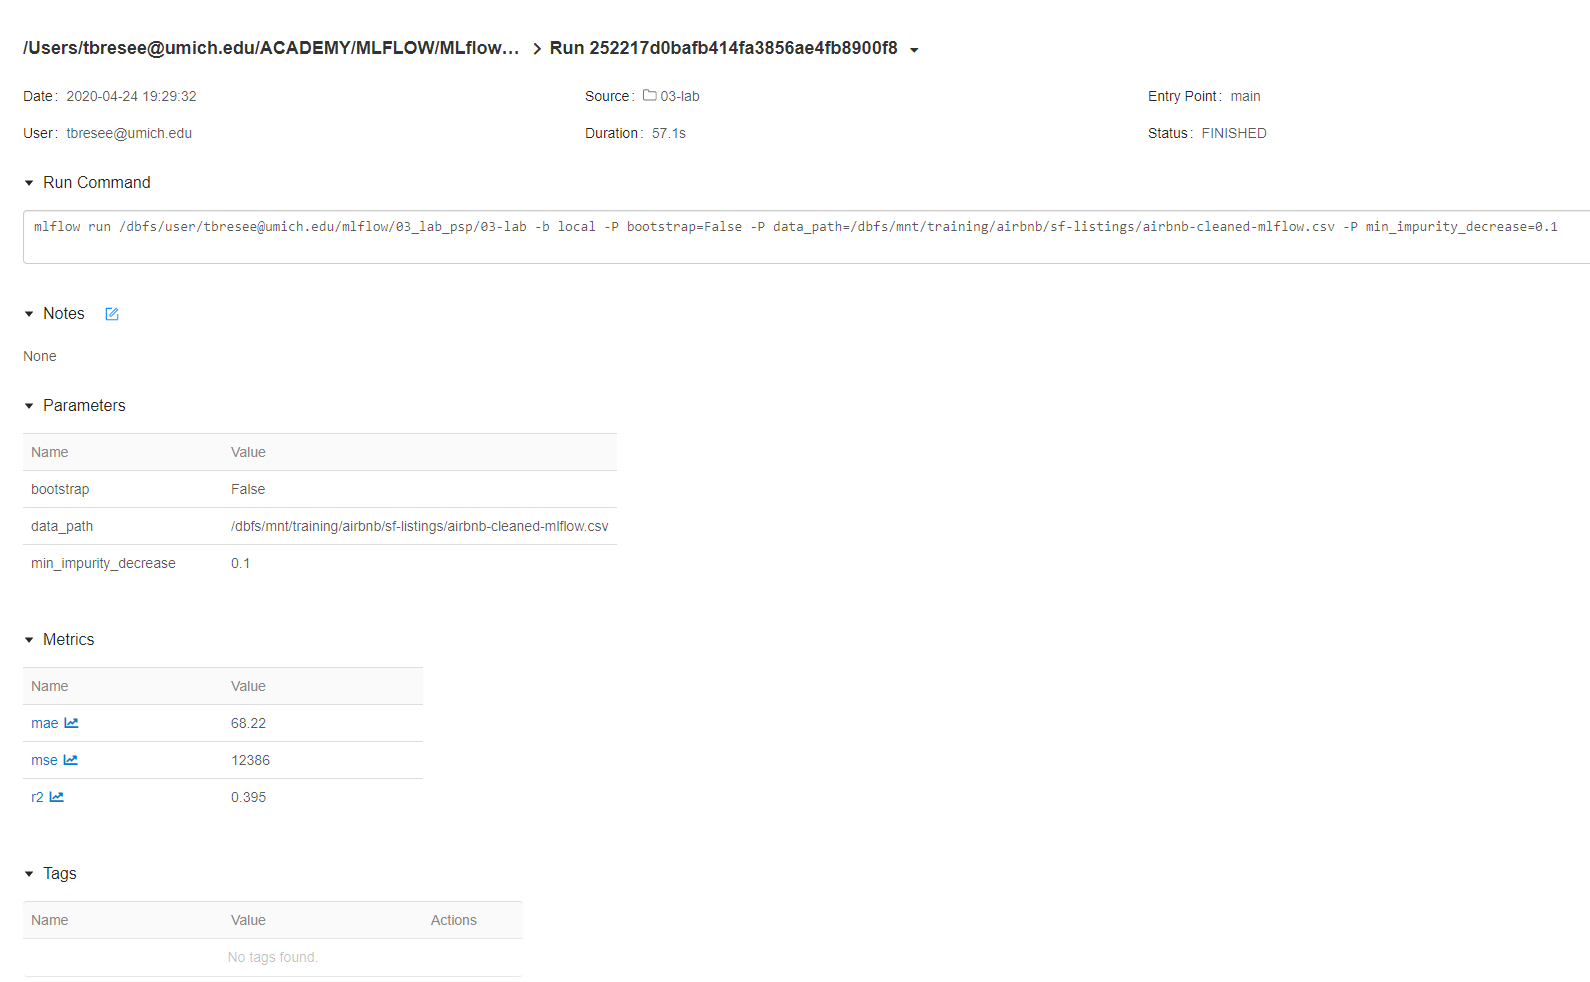 /Users/tbresee@umich.edu/ACADEMY/MLFLOW/MLflow... > Run 252217d0bafb414fa3856ae4fb8900f8
Date: 2020-04-24 19:29:32 Source: 03-lab Entry Point: main
User: tbresee@umich.edu Duration: 57.1s Status: FINISHED
Run Command
mlflow run /dbfs/user/tbresee@umich.edu/mlflow/03_lab_psp/03-lab -b local -P bootstrap=False -P data_path=/dbfs/mnt/training/airbnb/sf-listings/airbnb-cleaned-mlflow.csv -P min_impurity_decrease=0.1
Notes
None
Parameters
Name Value
bootstrap False
data_path /dbfs/mnt/training/airbnb/sf-listings/airbnb-cleaned-mlflow.csv
min_impurity_decrease 0.1
Metrics
Name Value
mae 68.22
mse 12386
r2 0.395
Tags
Name Value Actions
No tags found.